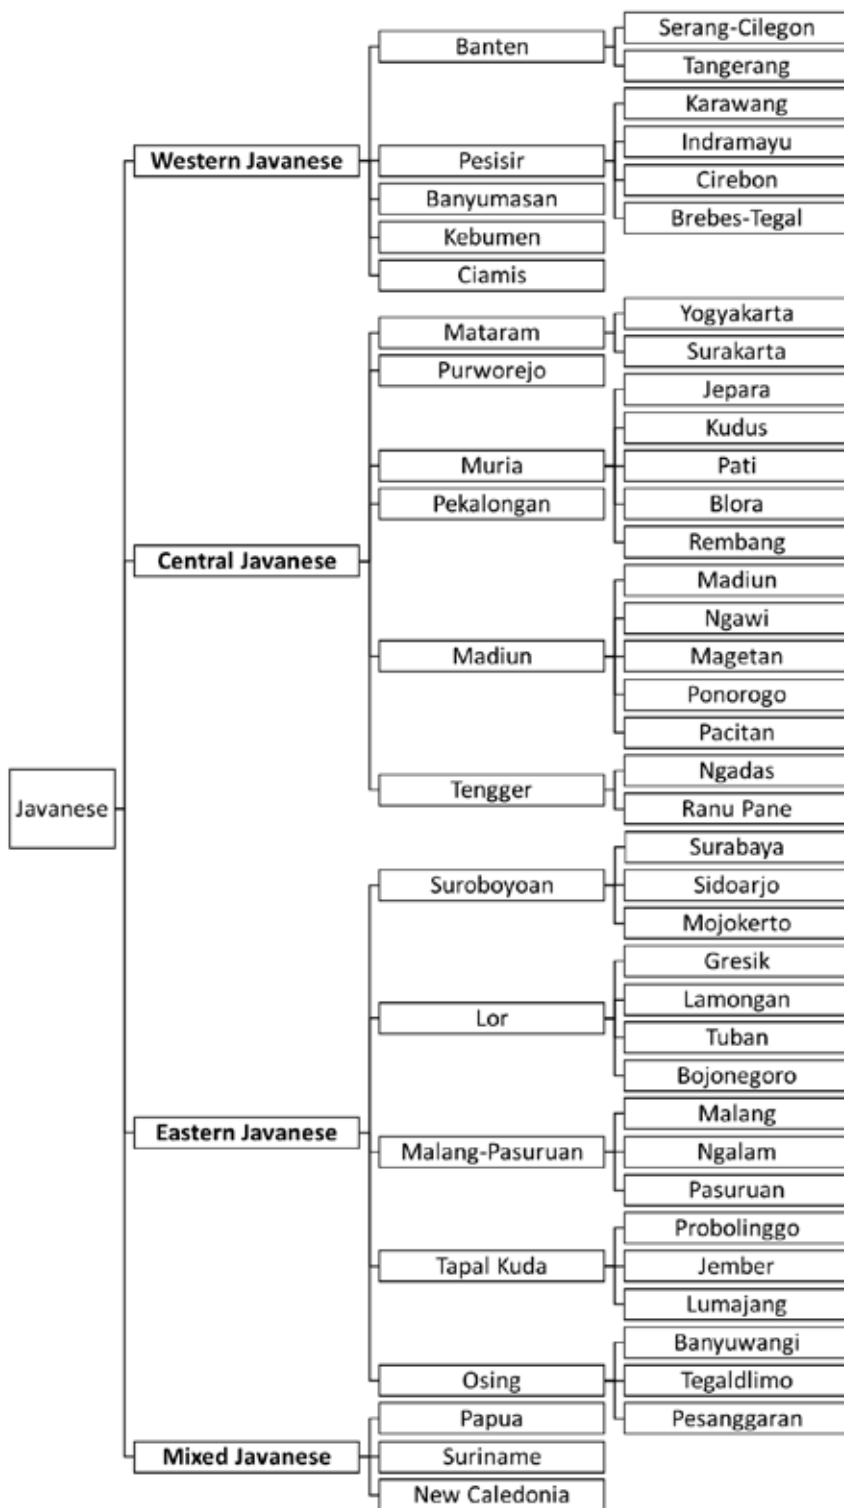 Javanese
Western Javanese
Banten
Serang-Cilegon
Tangerang
Pesisir
Karawang
Indramayu
Cirebon
Brebes-Tegal
Banyumasan
Kebumen
Ciamis
Central Javanese
Mataram
Yogyakarta
Surakarta
Purworejo
Muria
Jepara
Kudus
Pati
Blora
Rembang
Pekalongan
Madiun
Madiun
Ngawi
Magetan
Ponorogo
Pacitan
Tengger
Ngadas
Ranu Pane
Eastern Javanese
Suroboyoan
Surabaya
Sidoarjo
Mojokerto
Lor
Gresik
Lamongan
Tuban
Bojonegoro
Malang-Pasuruan
Malang
Ngalam
Pasuruan
Tapal Kuda
Probolinggo
Jember
Lumajang
Osing
Banyuwangi
Tegaldlimo
Pesanggaran
Mixed Javanese
Papua
Suriname
New Caledonia